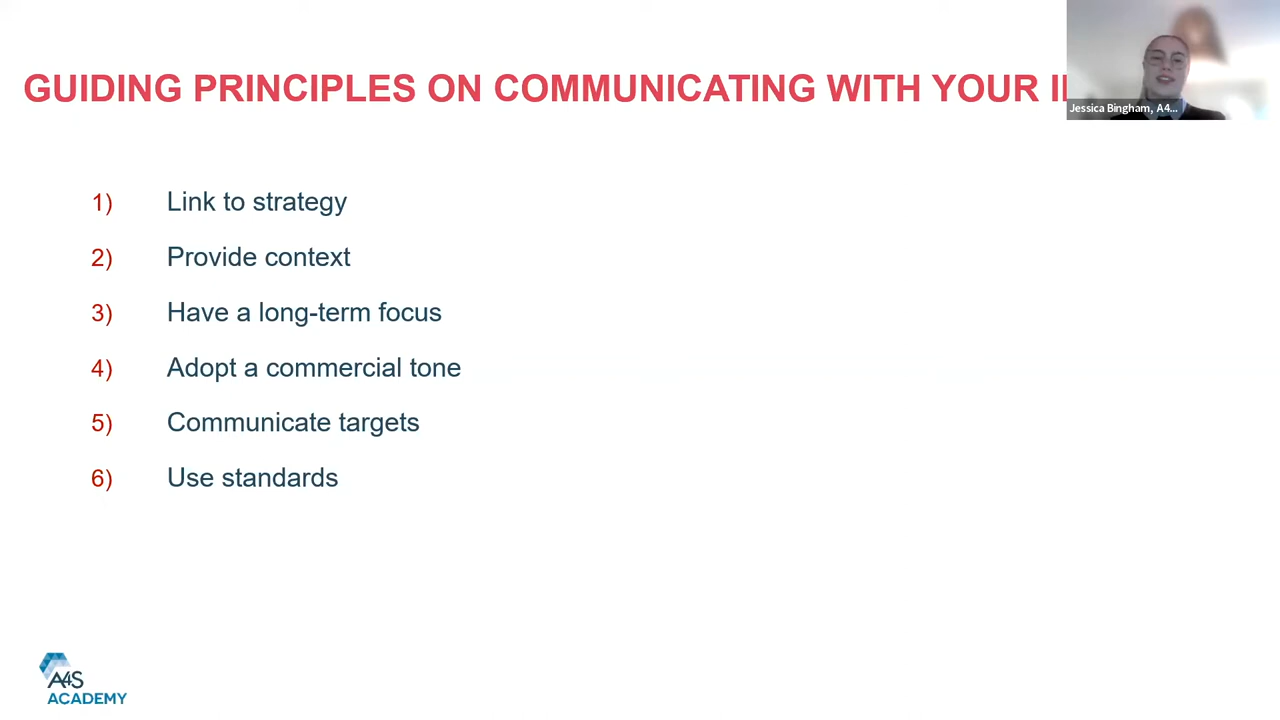 GUIDING PRINCIPLES ON COMMUNICATING WITH YOUR
Jessica Bingham, A4...
1) Link to strategy
2) Provide context
3) Have a long-term focus
4) Adopt a commercial tone
5) Communicate targets
6) Use standards
A4S
ACADEMY